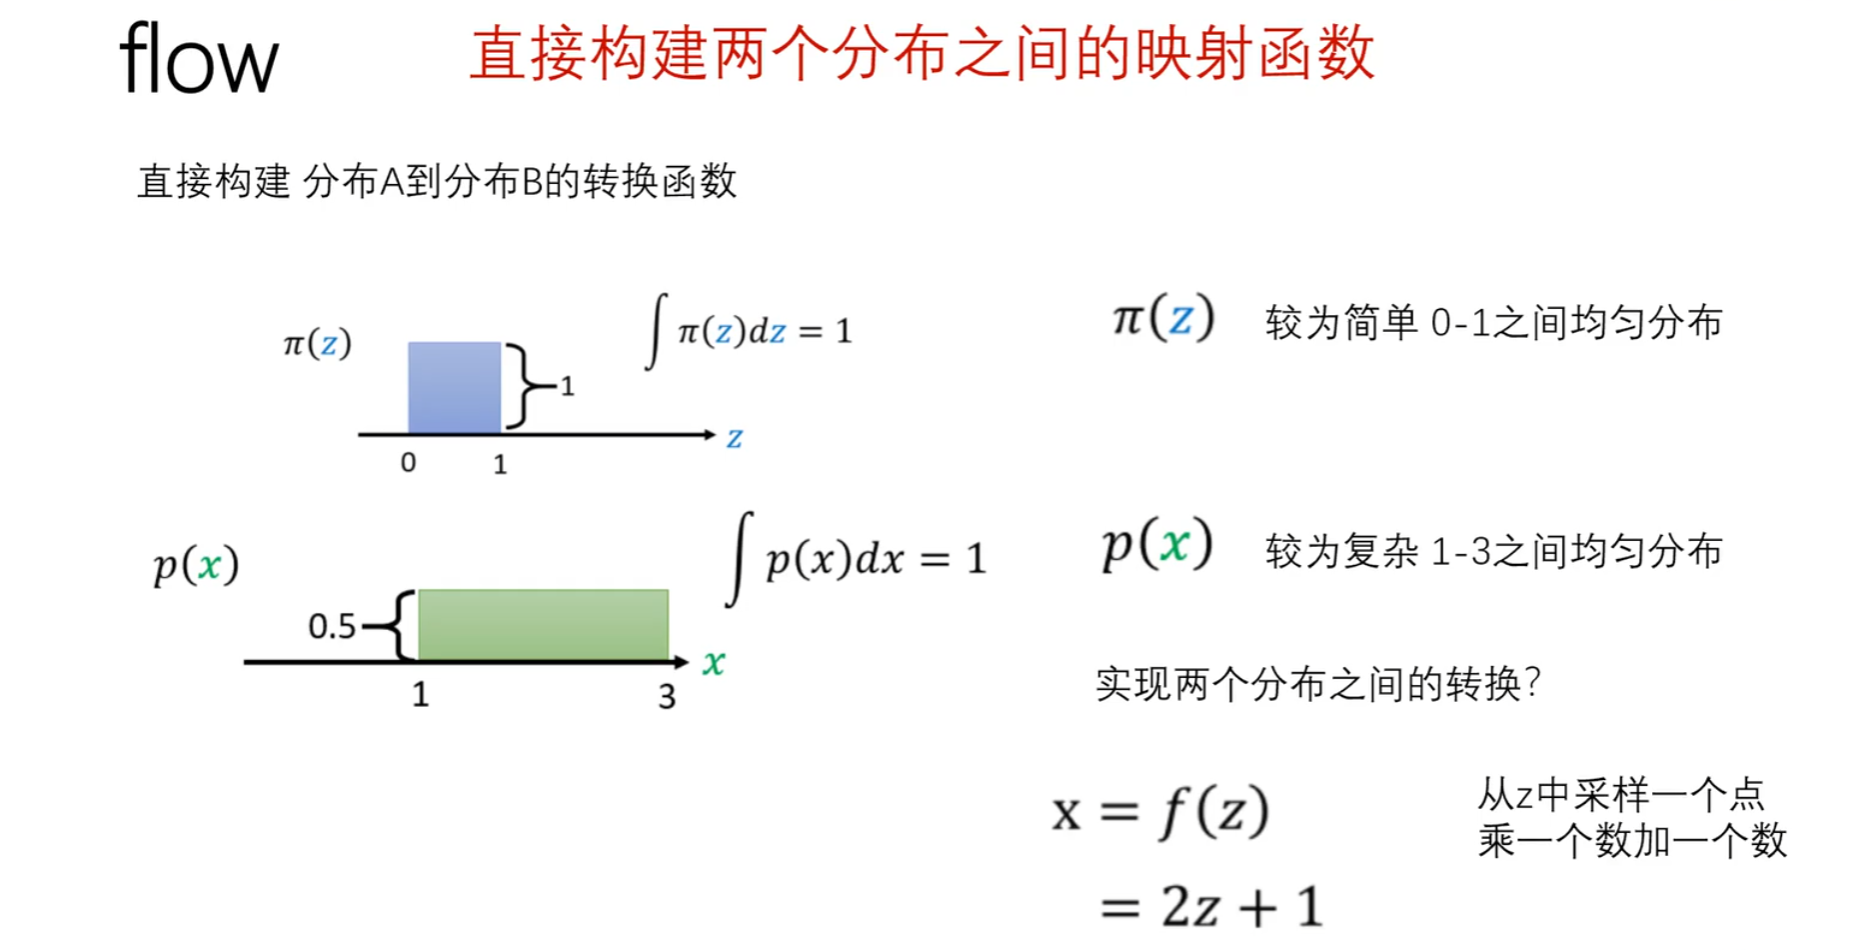 flow
直接构建两个分布之间的映射函数
直接构建 分布A到分布B的转换函数
π(z)
∫ π(z)dz = 1
1
z
0 1
π(z) 较为简单 0-1之间均匀分布
p(x)
∫ p(x)dx = 1
0.5
x
1 3
p(x) 较为复杂 1-3之间均匀分布
实现两个分布之间的转换?
x = f(z)
= 2z + 1
从z中采样一个点
乘一个数加一个数